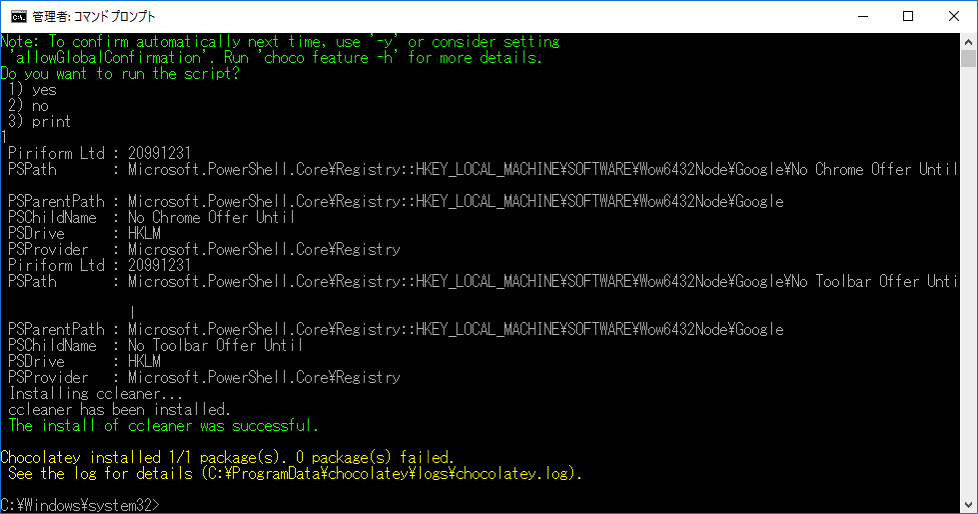 管理者: コマンド プロンプト
Note: To confirm automatically next time, use '-y' or consider setting
 'allowGlobalConfirmation'. Run 'choco feature -h' for more details.
Do you want to run the script?
 1) yes
 2) no
 3) print
1
 Piriform Ltd : 20991231
 PSPath       : Microsoft.PowerShell.Core¥Registry::HKEY_LOCAL_MACHINE¥SOFTWARE¥Wow6432Node¥Google¥No Chrome Offer Until
 PSParentPath : Microsoft.PowerShell.Core¥Registry::HKEY_LOCAL_MACHINE¥SOFTWARE¥Wow6432Node¥Google
 PSChildName  : No Chrome Offer Until
 PSDrive      : HKLM
 PSProvider   : Microsoft.PowerShell.Core¥Registry
 Piriform Ltd : 20991231
 PSPath       : Microsoft.PowerShell.Core¥Registry::HKEY_LOCAL_MACHINE¥SOFTWARE¥Wow6432Node¥Google¥No Toolbar Offer Unti
                l
 PSParentPath : Microsoft.PowerShell.Core¥Registry::HKEY_LOCAL_MACHINE¥SOFTWARE¥Wow6432Node¥Google
 PSChildName  : No Toolbar Offer Until
 PSDrive      : HKLM
 PSProvider   : Microsoft.PowerShell.Core¥Registry
 Installing ccleaner...
 ccleaner has been installed.
 The install of ccleaner was successful.
Chocolatey installed 1/1 package(s). 0 package(s) failed.
 See the log for details (C:¥ProgramData¥chocolatey¥logs¥chocolatey.log).
C:¥Windows¥system32>